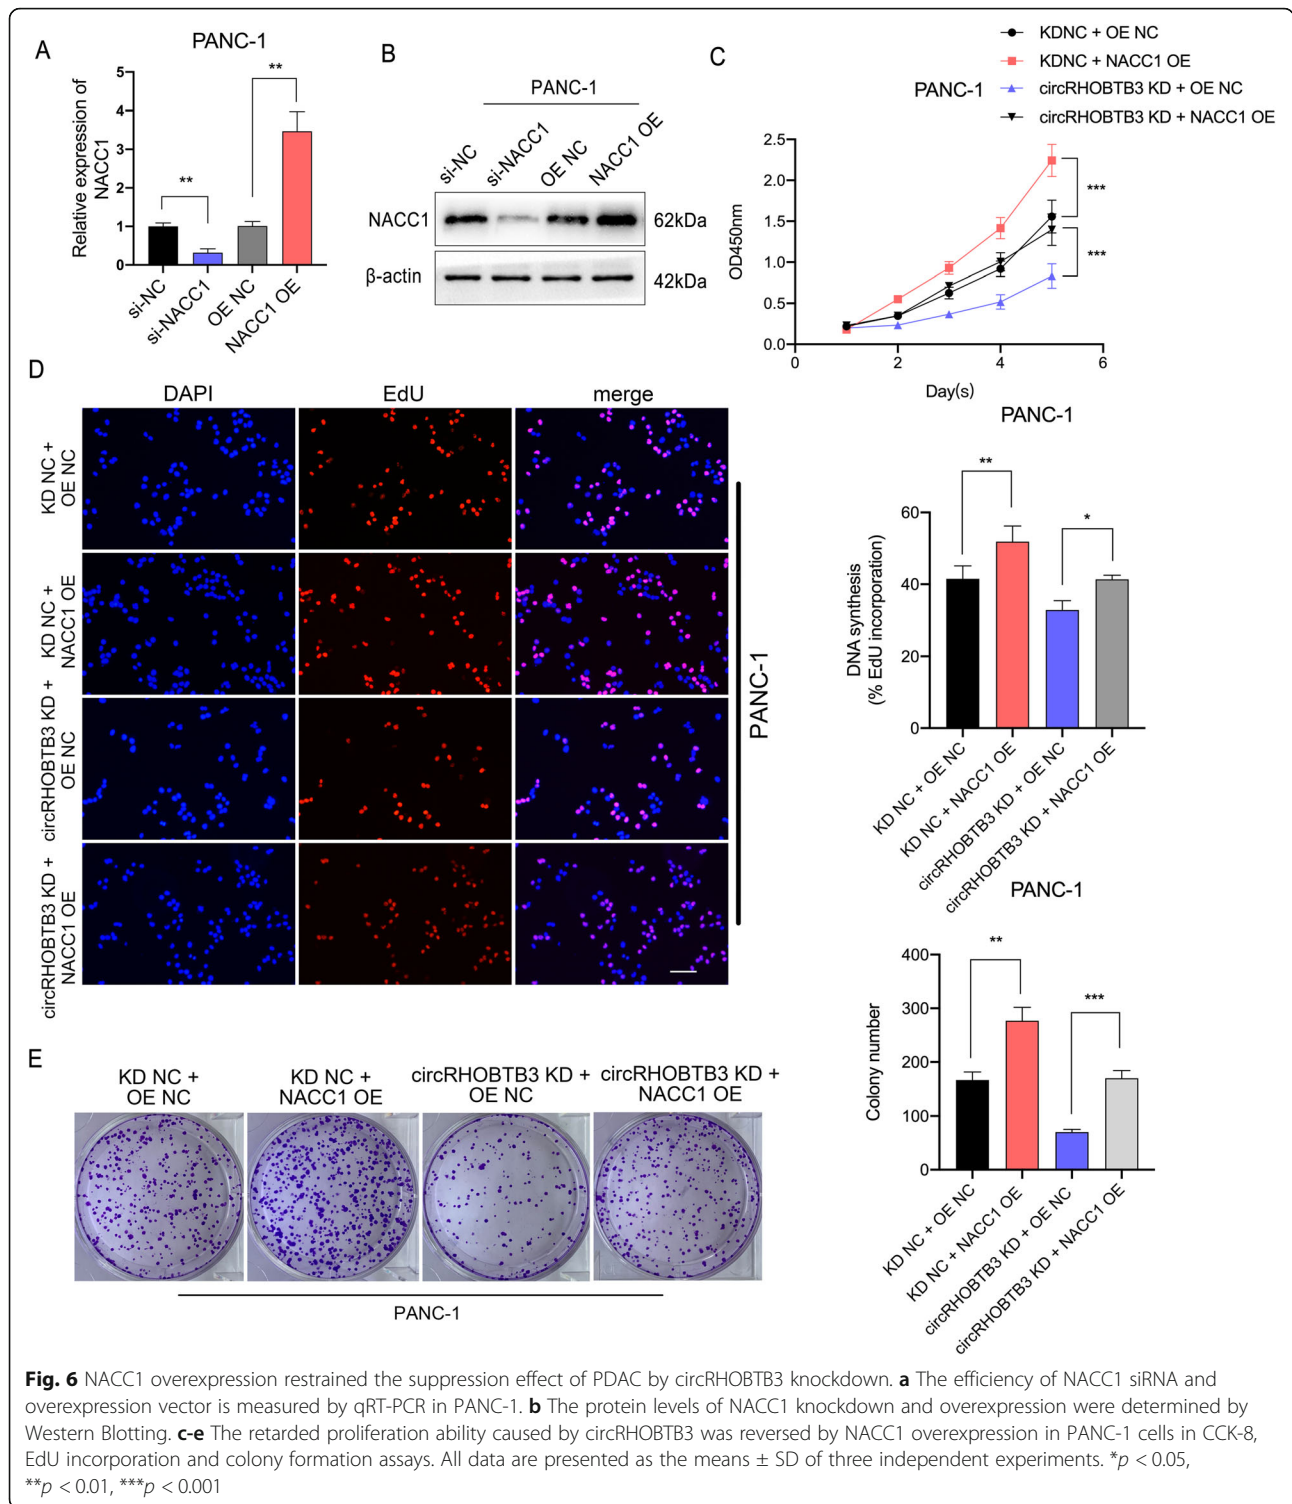 A
PANC-1
Relative expression of
NACC1
5
4
3
2
1
0
**
**
si-NC
si-NACC1
OE NC
NACC1 OE
B
PANC-1
si-NC
si-NACC1
OE NC
NACC1 OE
NACC1
62kDa
β-actin
42kDa
C
KDNC + OE NC
KDNC + NACC1 OE
PANC-1
circRHOBTB3 KD + OE NC
circRHOBTB3 KD + NACC1 OE
OD450nm
2.5
2.0
1.5
1.0
0.5
0.0
0
2
4
6
Day(s)
***
***
D
DAPI
EdU
merge
KD NC +
OE NC
KD NC +
NACC1 OE
circRHOBTB3 KD +
OE NC
circRHOBTB3 KD +
NACC1 OE
PANC-1
PANC-1
DNA synthesis
(% EdU incorporation)
60
40
20
0
**
*
KD NC + OE NC
KD NC + NACC1 OE
circRHOBTB3 KD + OE NC
circRHOBTB3 KD + NACC1 OE
E
KD NC +
OE NC
KD NC +
NACC1 OE
circRHOBTB3 KD +
OE NC
circRHOBTB3 KD +
NACC1 OE
PANC-1
PANC-1
Colony number
400
300
200
100
0
**
***
KD NC + OE NC
KD NC + NACC1 OE
circRHOBTB3 KD + OE NC
circRHOBTB3 KD + NACC1 OE
Fig. 6 NACC1 overexpression restrained the suppression effect of PDAC by circRHOBTB3 knockdown. a The efficiency of NACC1 siRNA and
overexpression vector is measured by qRT-PCR in PANC-1. b The protein levels of NACC1 knockdown and overexpression were determined by
Western Blotting. c-e The retarded proliferation ability caused by circRHOBTB3 was reversed by NACC1 overexpression in PANC-1 cells in CCK-8,
EdU incorporation and colony formation assays. All data are presented as the means ± SD of three independent experiments. *p < 0.05,
**p < 0.01, ***p < 0.001